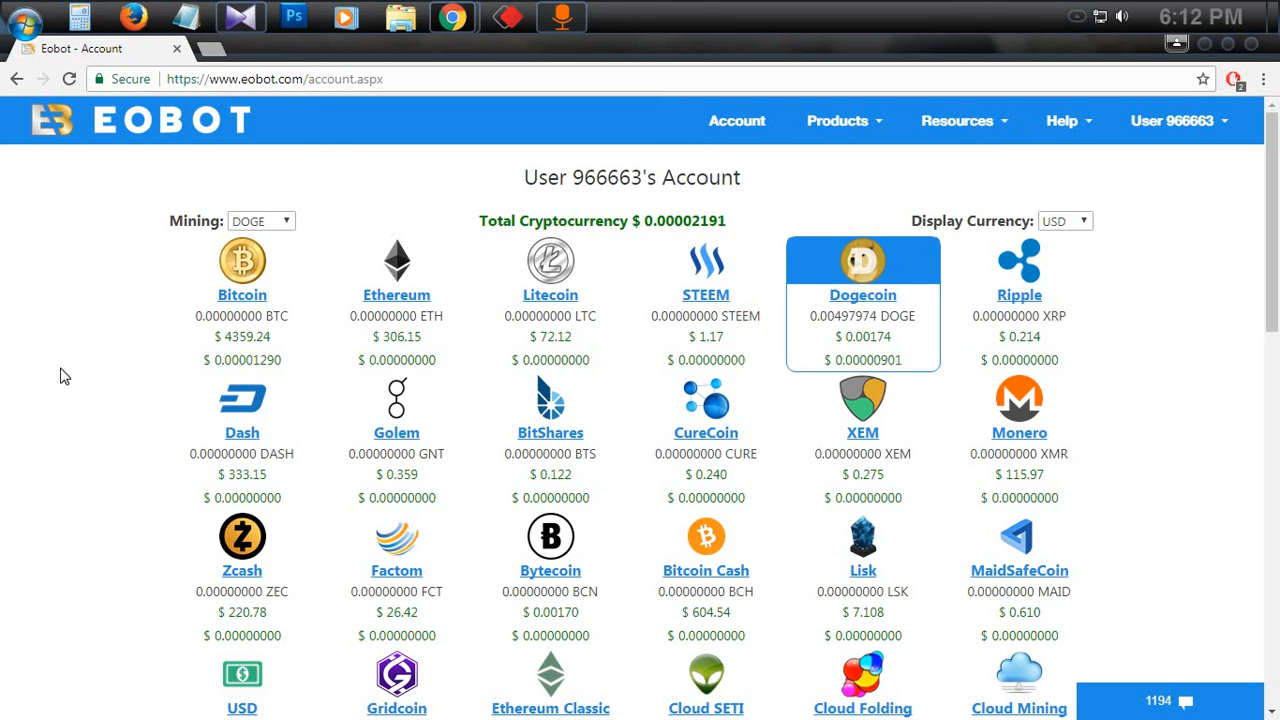 Ps
6:12 PM
Eobot - Account
Secure https://www.eobot.com/account.aspx
2
EB EOBOT Account Products Resources Help User 966663
User 966663's Account
Mining: DOGE Total Cryptocurrency $ 0.00002191 Display Currency: USD
Bitcoin Ethereum Litecoin STEEM Dogecoin Ripple
0.00000000 BTC 0.00000000 ETH 0.00000000 LTC 0.00000000 STEEM 0.00497974 DOGE 0.00000000 XRP
$ 4359.24 $ 306.15 $ 72.12 $ 1.17 $ 0.00174 $ 0.214
$ 0.00001290 $ 0.00000000 $ 0.00000000 $ 0.00000000 $ 0.00000901 $ 0.00000000
Dash Golem BitShares CureCoin XEM Monero
0.00000000 DASH 0.00000000 GNT 0.00000000 BTS 0.00000000 CURE 0.00000000 XEM 0.00000000 XMR
$ 333.15 $ 0.359 $ 0.122 $ 0.240 $ 0.275 $ 115.97
$ 0.00000000 $ 0.00000000 $ 0.00000000 $ 0.00000000 $ 0.00000000 $ 0.00000000
Zcash Factom Bytecoin Bitcoin Cash Lisk MaidSafeCoin
0.00000000 ZEC 0.00000000 FCT 0.00000000 BCN 0.00000000 BCH 0.00000000 LSK 0.00000000 MAID
$ 220.78 $ 26.42 $ 0.00170 $ 604.54 $ 7.108 $ 0.610
$ 0.00000000 $ 0.00000000 $ 0.00000000 $ 0.00000000 $ 0.00000000 $ 0.00000000
USD Gridcoin Ethereum Classic Cloud SETI Cloud Folding Cloud Mining
1194